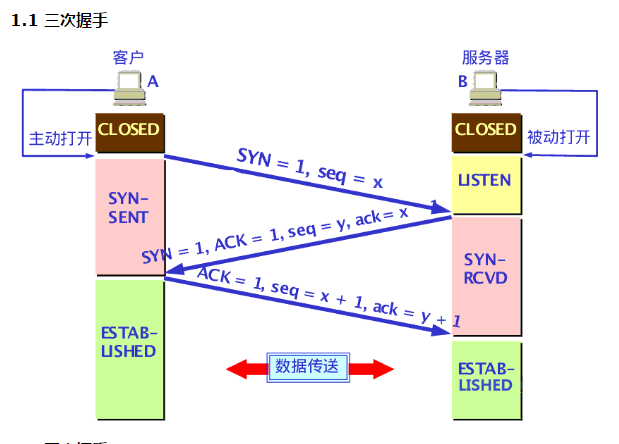 1.1 三次握手
客户
服务器
A
B
CLOSED
CLOSED
主动打开
被动打开
SYN = 1, seq = x
LISTEN
SYN-
SENT
SYN = 1, ACK = 1, seq = y, ack= x 1
SYN-
RCVD
ACK = 1, seq = x + 1, ack = y + 1
ESTAB-
LISHED
数据传送
ESTAB-
LISHED